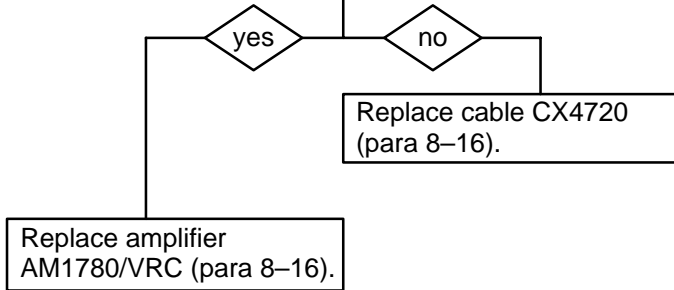 yes
no
Replace cable CX4720
(para 8–16).
Replace amplifier
AM1780/VRC (para 8–16).